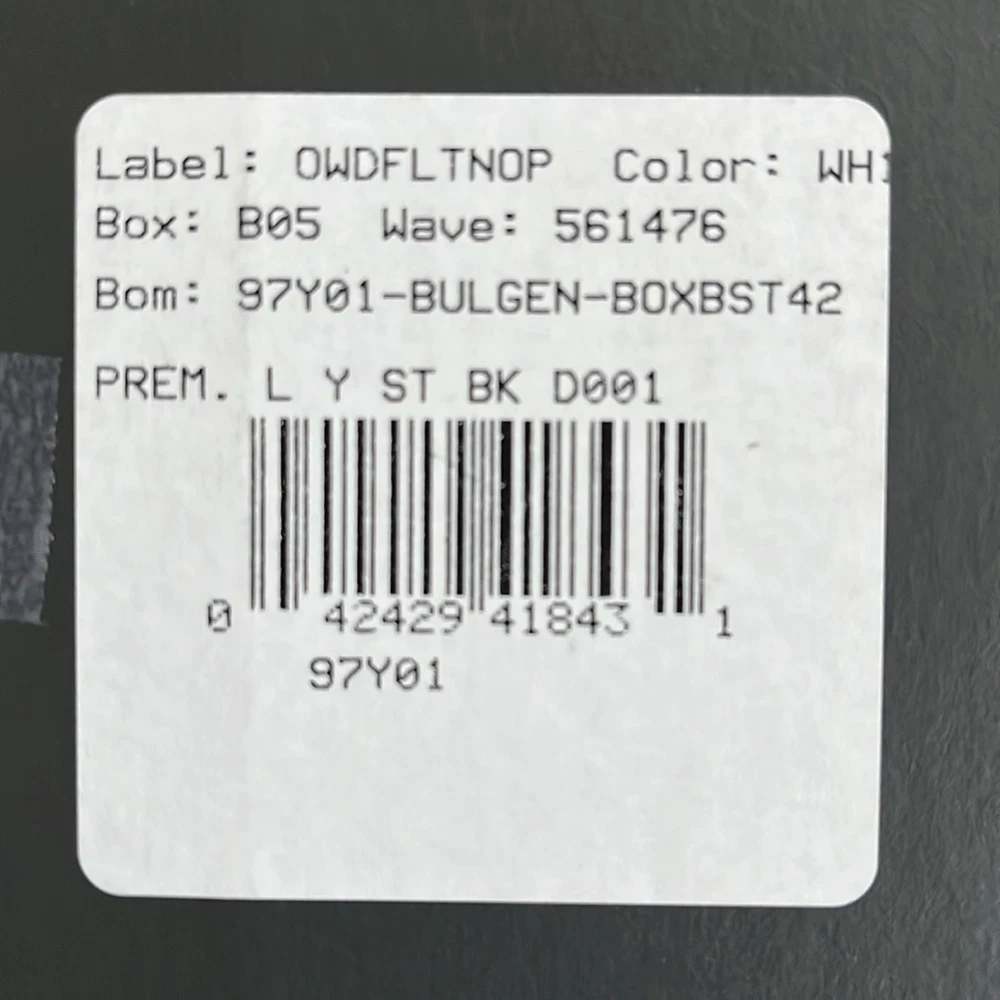 Label: OWDFLTNOP Color:
Box: B05 Wave: 561476
Bom: 97Y01-BULGEN-BOXBST42
PREM. L Y ST BK D001
0 42429 41843 1
97Y01